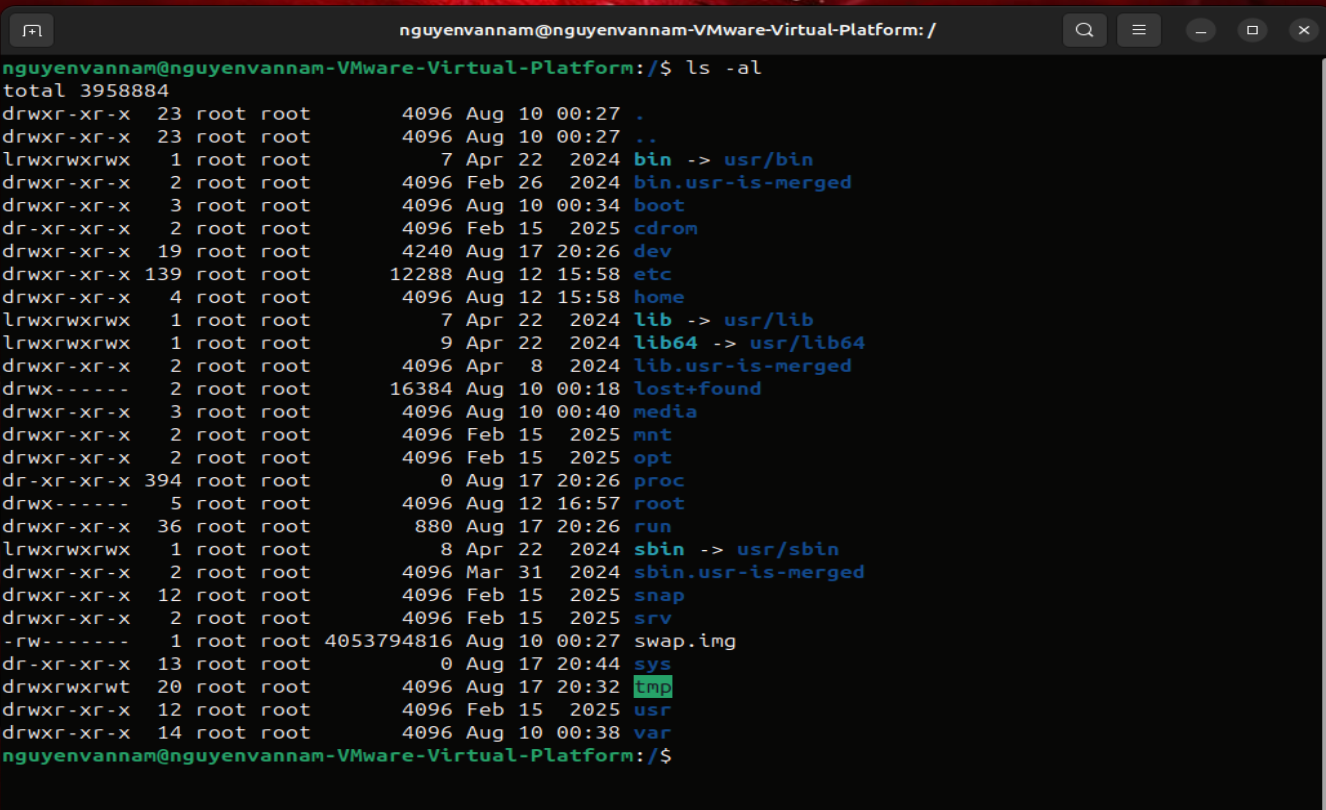 nguyenvannam@nguyenvannam-VMware-Virtual-Platform: /
nguyenvannam@nguyenvannam-VMware-Virtual-Platform:/$ ls -al
total 3958884
drwxr-xr-x  23 root root       4096 Aug 10 00:27 .
drwxr-xr-x  23 root root       4096 Aug 10 00:27 ..
lrwxrwxrwx   1 root root          7 Apr 22  2024 bin -> usr/bin
drwxr-xr-x   2 root root       4096 Feb 26  2024 bin.usr-is-merged
drwxr-xr-x   3 root root       4096 Aug 10 00:34 boot
dr-xr-xr-x   2 root root       4096 Feb 15  2025 cdrom
drwxr-xr-x  19 root root       4240 Aug 17 20:26 dev
drwxr-xr-x 139 root root      12288 Aug 12 15:58 etc
drwxr-xr-x   4 root root       4096 Aug 12 15:58 home
lrwxrwxrwx   1 root root          7 Apr 22  2024 lib -> usr/lib
lrwxrwxrwx   1 root root          9 Apr 22  2024 lib64 -> usr/lib64
drwxr-xr-x   2 root root       4096 Apr  8  2024 lib.usr-is-merged
drwx------   2 root root      16384 Aug 10 00:18 lost+found
drwxr-xr-x   3 root root       4096 Aug 10 00:40 media
drwxr-xr-x   2 root root       4096 Feb 15  2025 mnt
drwxr-xr-x   2 root root       4096 Feb 15  2025 opt
dr-xr-xr-x 394 root root          0 Aug 17 20:26 proc
drwx------   5 root root       4096 Aug 12 16:57 root
drwxr-xr-x  36 root root        880 Aug 17 20:26 run
lrwxrwxrwx   1 root root          8 Apr 22  2024 sbin -> usr/sbin
drwxr-xr-x   2 root root       4096 Mar 31  2024 sbin.usr-is-merged
drwxr-xr-x  12 root root       4096 Feb 15  2025 snap
drwxr-xr-x   2 root root       4096 Feb 15  2025 srv
-rw-------   1 root root 4053794816 Aug 10 00:27 swap.img
dr-xr-xr-x  13 root root          0 Aug 17 20:44 sys
drwxrwxrwt  20 root root       4096 Aug 17 20:32 tmp
drwxr-xr-x  12 root root       4096 Feb 15  2025 usr
drwxr-xr-x  14 root root       4096 Aug 10 00:38 var
nguyenvannam@nguyenvannam-VMware-Virtual-Platform:/$